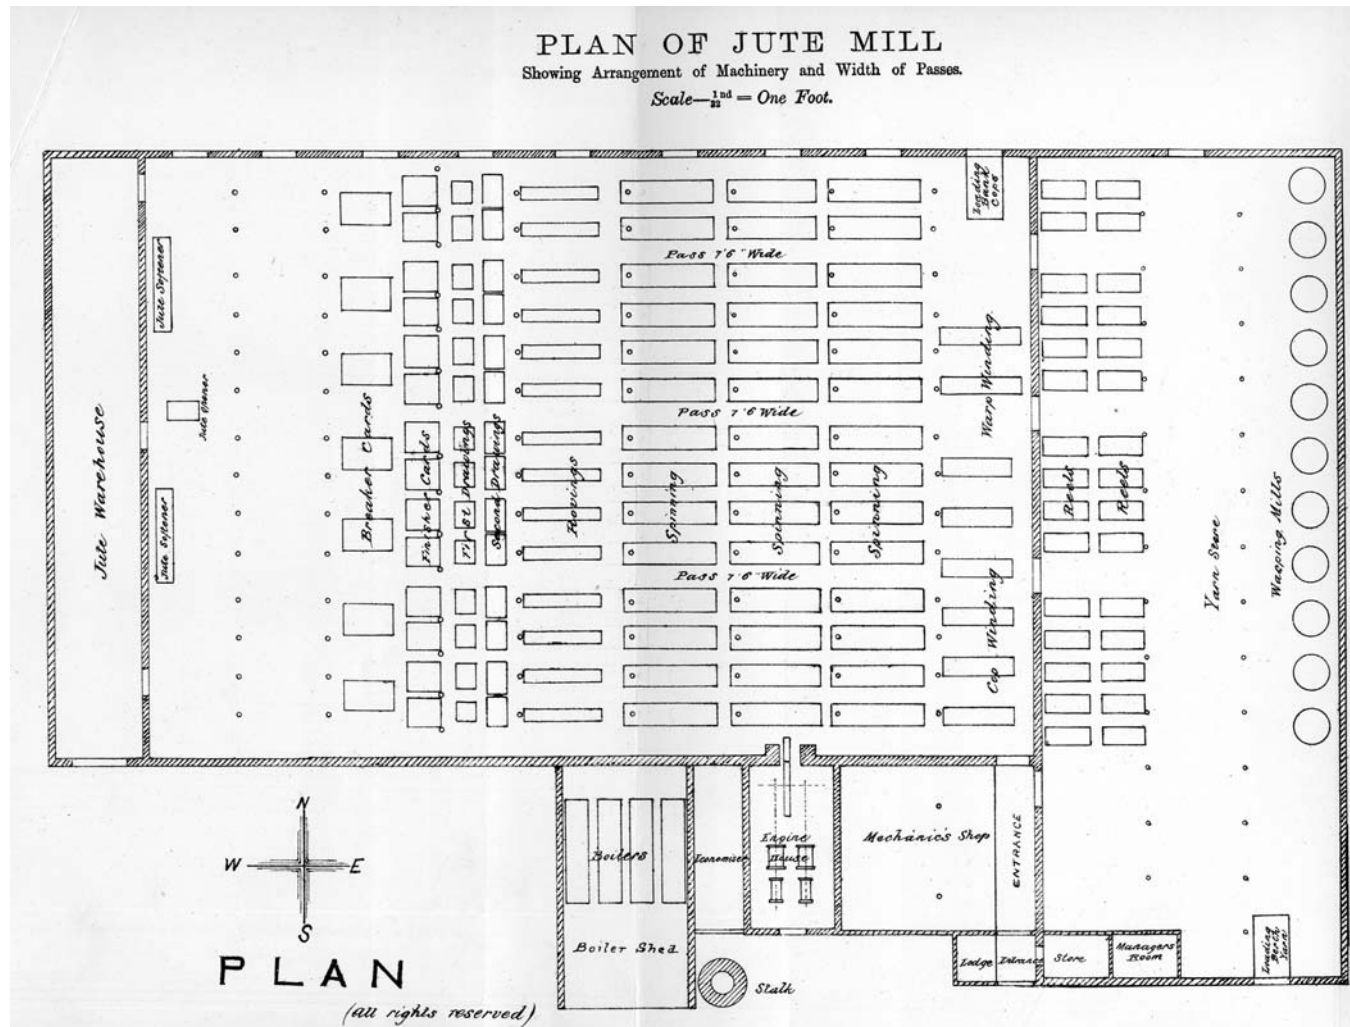 PLAN OF JUTE MILL
Showing Arrangement of Machinery and Width of Passes.
Scale—1/32nd = One Foot.
Loading
Bank
Cops
Jute Softener
Pass 7'6" Wide
Jute Opener
Pass 7'6 Wide
Warp Winding
Jute Warehouse
Breaker Cards
Finisher Cards
First Drawings
Second Drawings
Rovings
Spinning
Spinning
Spinning
Reels
Reels
Jute Softener
Pass 7'6" Wide
Cop Winding
Yarn Store
Warping Mills
N
W
E
S
Boilers
Economiser
Engine
House
Mechanic's Shop
ENTRANCE
Boiler Shed
Lodge
Entrance
Store
Managers
Room
Loading
Bank
Yarn
Stalk
PLAN
(all rights reserved)